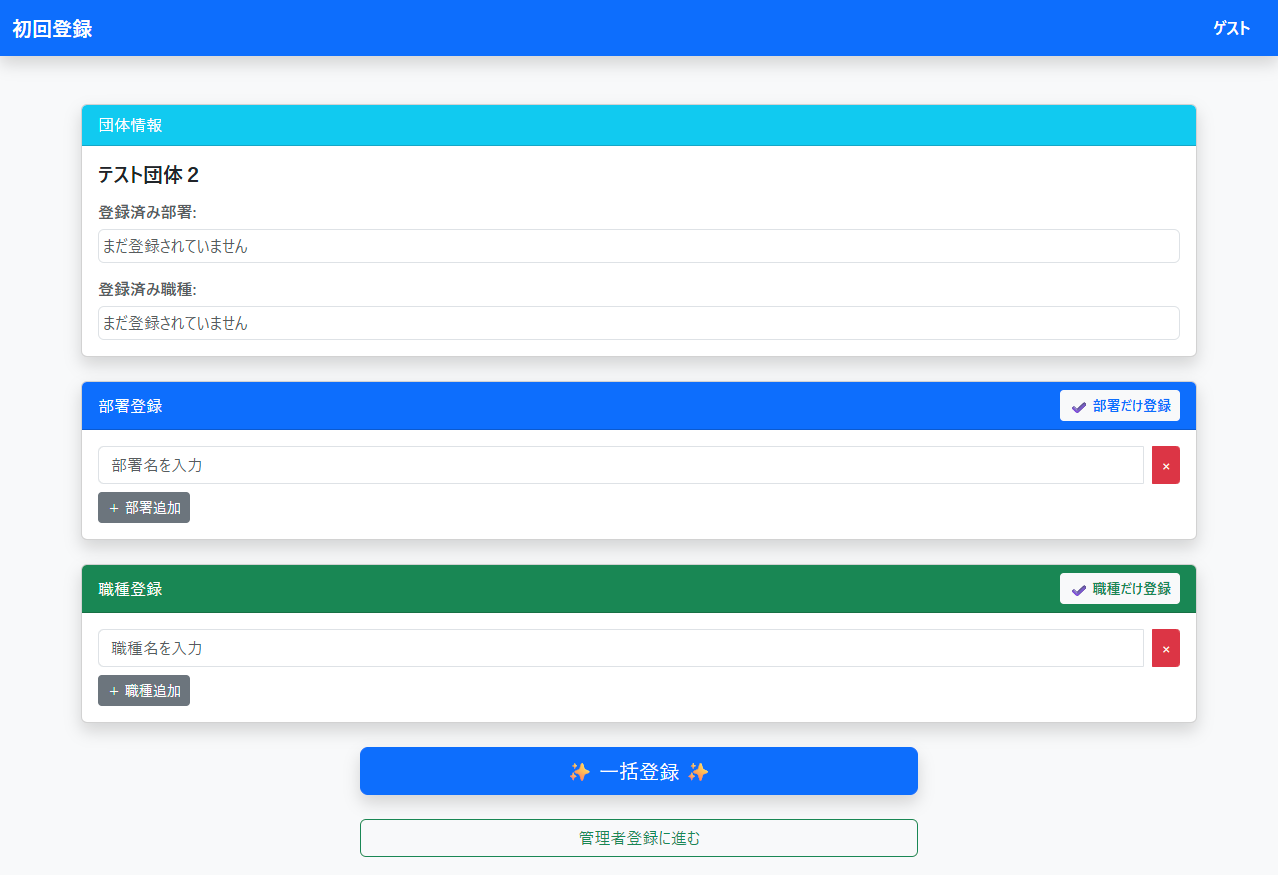 初回登録
ゲスト
団体情報
テスト団体 2
登録済み部署:
まだ登録されていません
登録済み職種:
まだ登録されていません
部署登録
✔ 部署だけ登録
部署名を入力
×
+ 部署追加
職種登録
✔ 職種だけ登録
職種名を入力
×
+ 職種追加
✨ 一括登録 ✨
管理者登録に進む